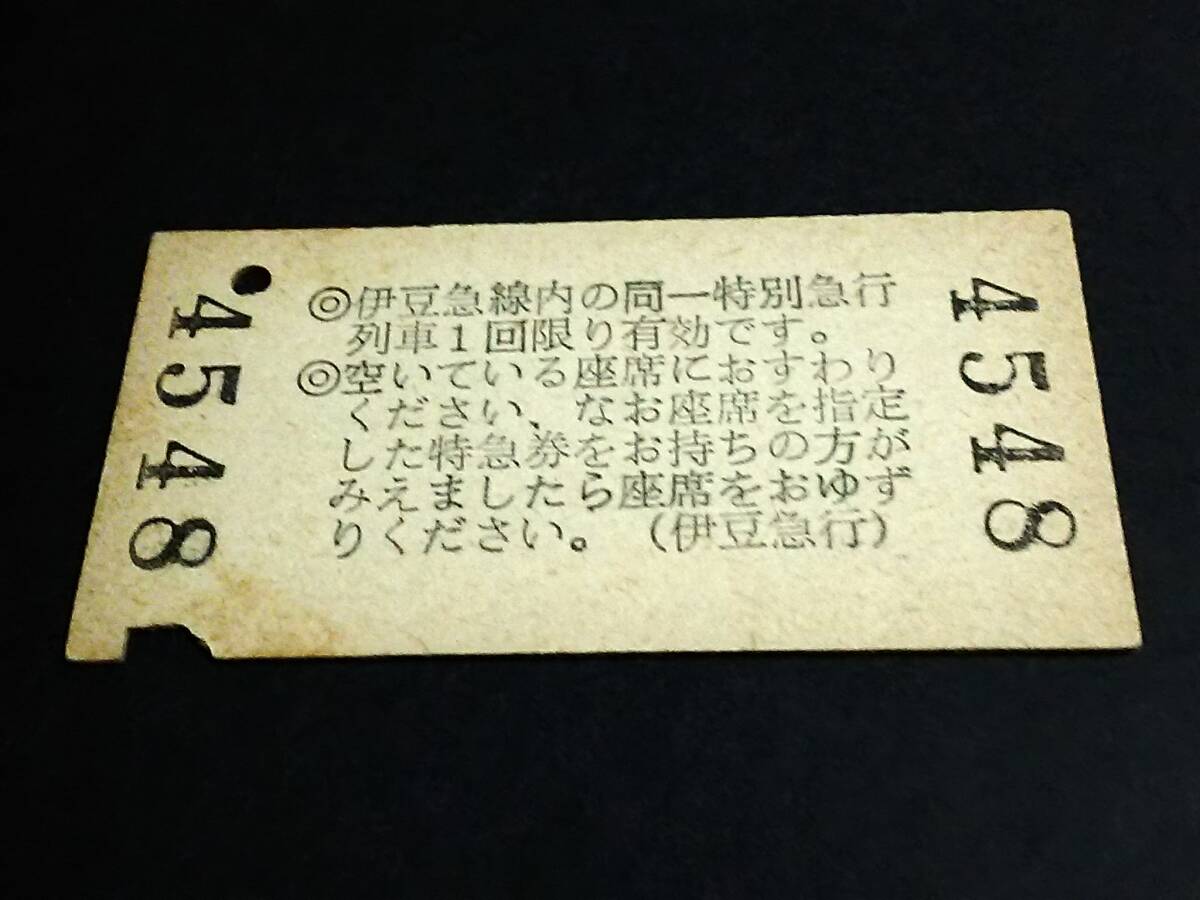 4548
◎伊豆急線内の同一特別急行
列車1回限り有効です。
◎空いている座席におすわり
ください、なお座席を指定
した特急券をお持ちの方が
みえましたら座席をおゆず
りください。（伊豆急行）
4548